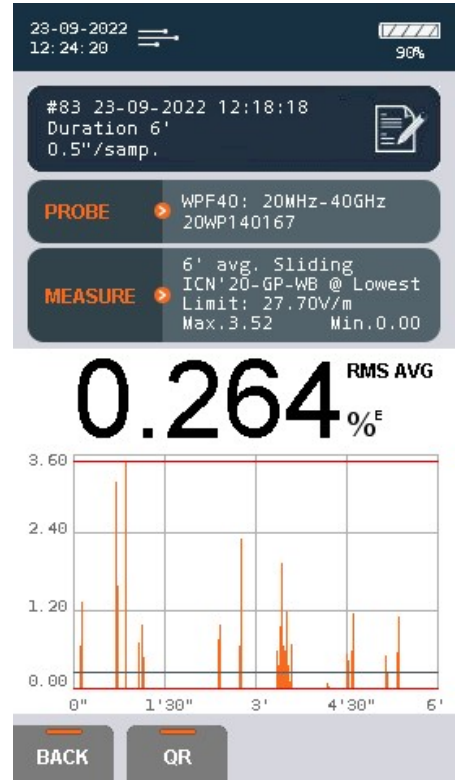 23-09-2022
12:24:20
90%
#83 23-09-2022 12:18:18
Duration 6'
0.5"/samp.
PROBE
WPF40: 20MHz-40GHz
20WP140167
MEASURE
6' avg. Sliding
ICN'20-GP-WB @ Lowest
Limit: 27.70V/m
Max.3.52 Min.0.00
0.264 RMS AVG
%E
3.60
2.40
1.20
0.00
0" 1'30" 3' 4'30" 6'
BACK QR